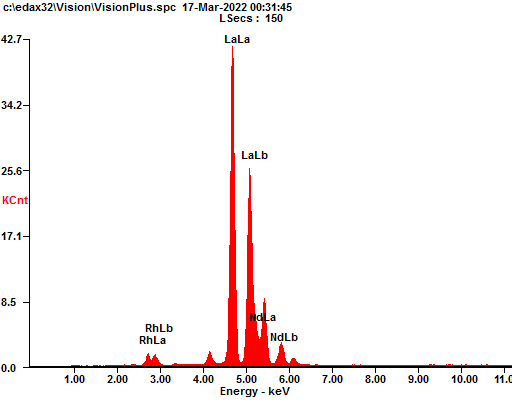 c:\edax32\Vision\VisionPlus.spc 17-Mar-2022 00:31:45
LSecs : 150
42.7
LaLa
34.2
25.6
LaLb
KCnt
17.1
8.5
NdLa
RhLb
NdLb
RhLa
0.0
1.00 2.00 3.00 4.00 5.00 6.00 7.00 8.00 9.00 10.00 11.0
Energy - keV